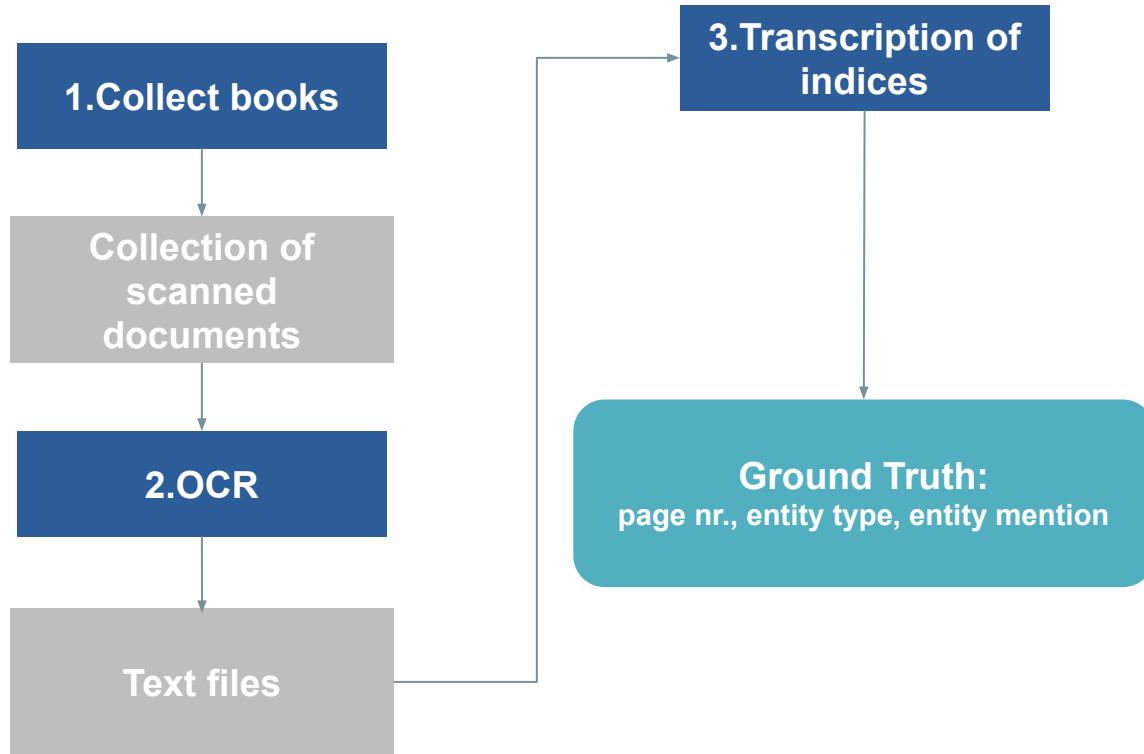 1.Collect books
Collection of
scanned
documents
2.OCR
Text files
3.Transcription of
indices
Ground Truth:
page nr., entity type, entity mention